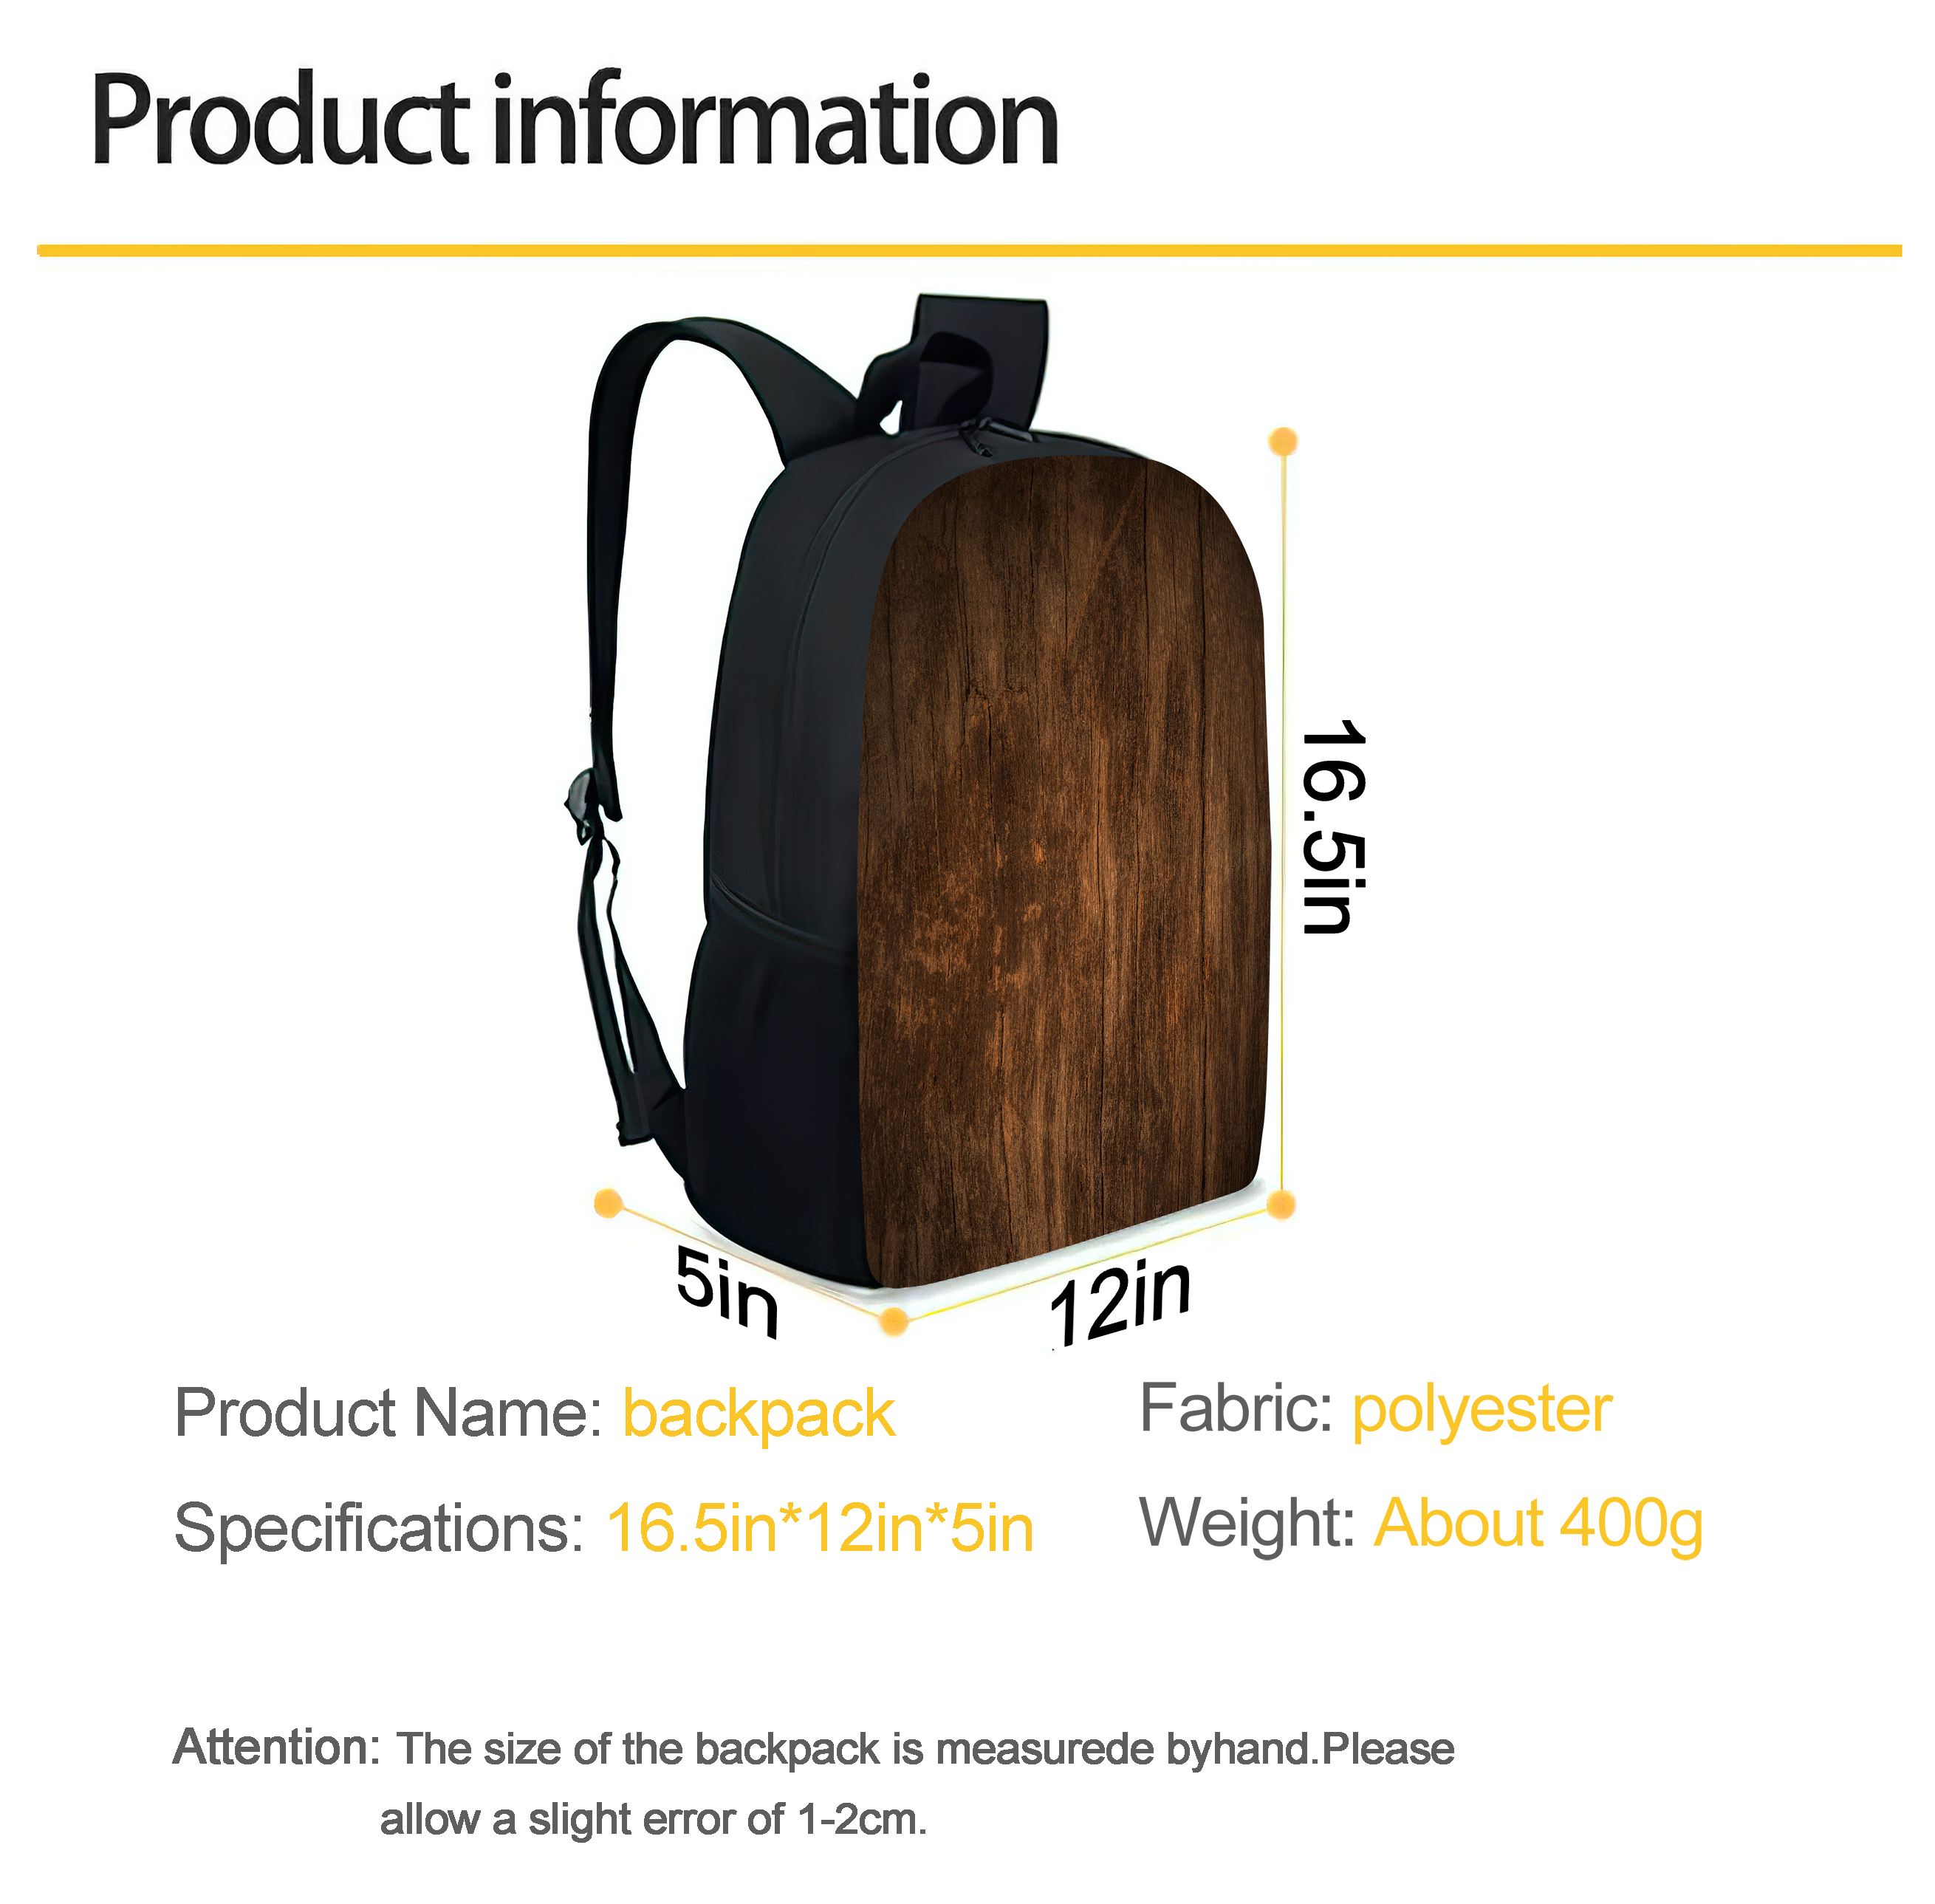 Product information
16.5in
5in
12in
Product Name: backpack
Fabric: polyester
Specifications: 16.5in*12in*5in
Weight: About 400g
Attention: The size of the backpack is measurede byhand.Please
allow a slight error of 1-2cm.